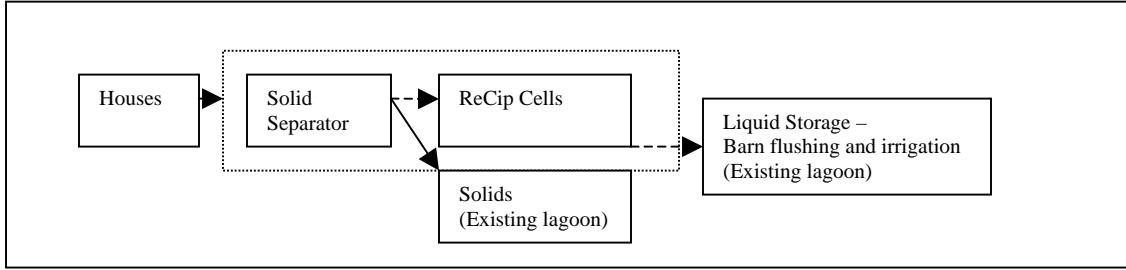 Houses
Solid
Separator
ReCip Cells
Liquid Storage –
Barn flushing and irrigation
(Existing lagoon)
Solids
(Existing lagoon)